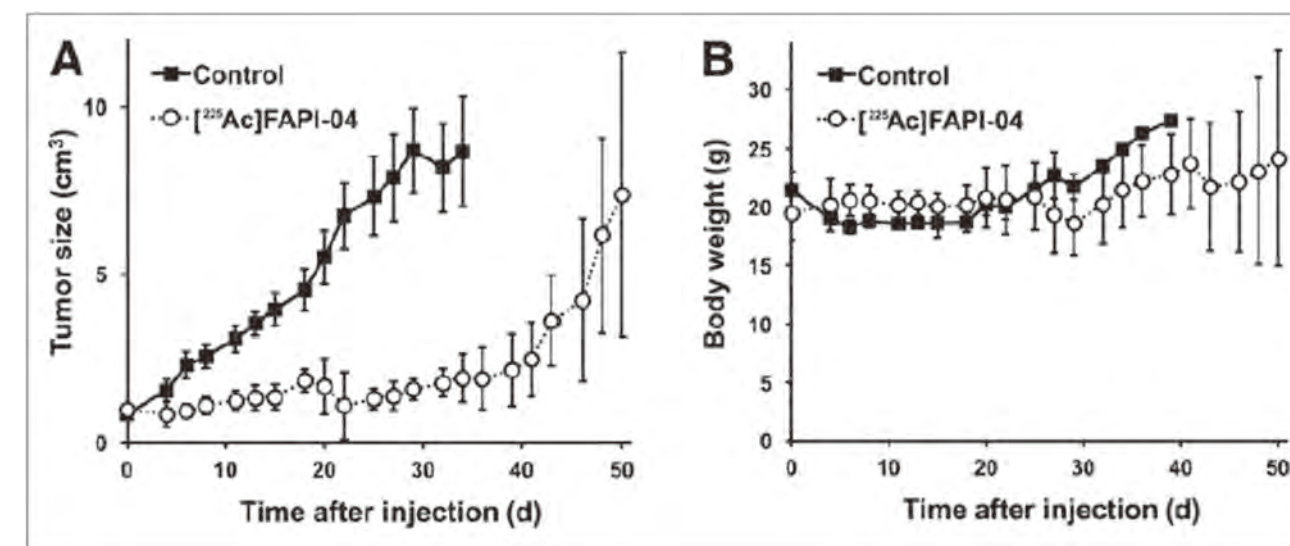 A
Control
[²²⁵Ac]FAPI-04
Tumor size (cm³)
10
5
0
0 10 20 30 40 50
Time after injection (d)
B
Control
[²²⁵Ac]FAPI-04
Body weight (g)
30
25
20
15
10
5
0
0 10 20 30 40 50
Time after injection (d)